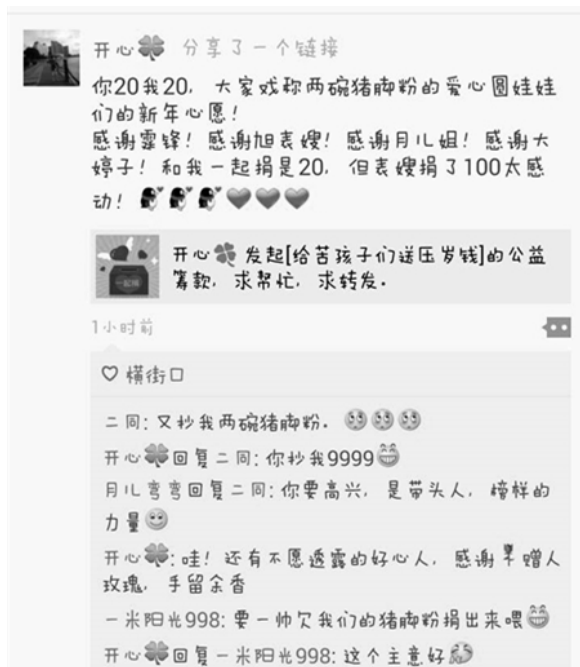 开心 分享了一个链接
你20我20，大家戏称两碗猪脚粉的爱心圆娃娃
们的新年心愿！
感谢霏锋！感谢旭表嫂！感谢月儿姐！感谢大
婷子！和我一起捐是20，但表嫂捐了100太感
动！
开心 发起[给苦孩子们送压岁钱]的公益
筹款，求帮忙，求转发。
1小时前
横街口
二同：又抄我两碗猪脚粉。
开心 回复二同：你抄我9999
月儿弯弯回复二同：你要高兴，是带头人，榜样的
力量
开心 ：哇！还有不愿透露的好心人，感谢 赠人
玫瑰，手留余香
一米阳光998：要一帅欠我们的猪脚粉捐出来喂
开心 回复一米阳光998：这个主意好